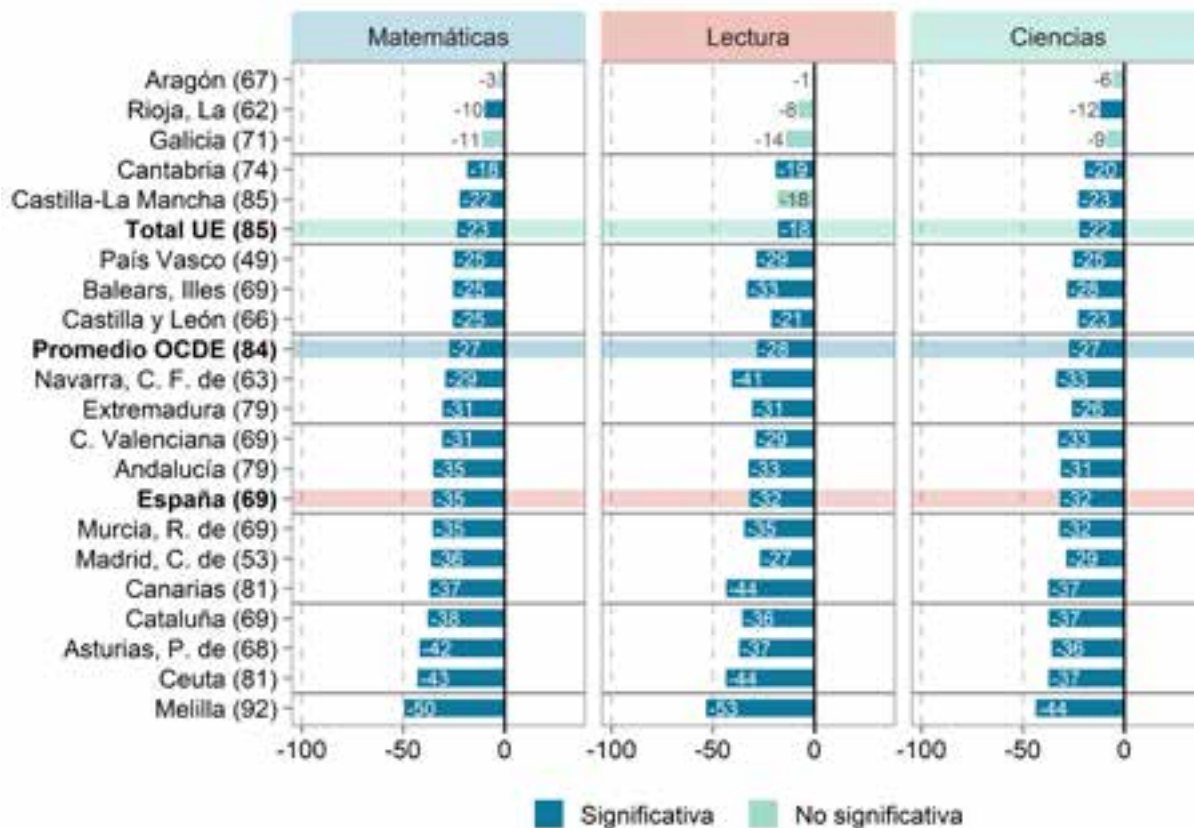 Matemáticas Lectura Ciencias
Aragón (67) -3 -1 -6
Rioja, La (62) -10 -8 -12
Galicia (71) -11 -14 -9
Cantabria (74) -18 -19 -20
Castilla-La Mancha (85) -22 -18 -23
Total UE (85) -23 -18 -22
País Vasco (49) -25 -29 -25
Balears, Illes (69) -25 -33 -28
Castilla y León (66) -25 -21 -23
Promedio OCDE (84) -27 -28 -27
Navarra, C. F. de (63) -29 -41 -33
Extremadura (79) -31 -31 -26
C. Valenciana (69) -31 -29 -33
Andalucía (79) -35 -33 -31
España (69) -35 -32 -32
Murcia, R. de (69) -35 -35 -32
Madrid, C. de (53) -36 -27 -29
Canarias (81) -37 -44 -37
Cataluña (69) -38 -36 -37
Asturias, P. de (68) -42 -37 -36
Ceuta (81) -43 -44 -37
Melilla (92) -50 -53 -44
-100 -50 0 -100 -50 0 -100 -50 0
Significativa No significativa